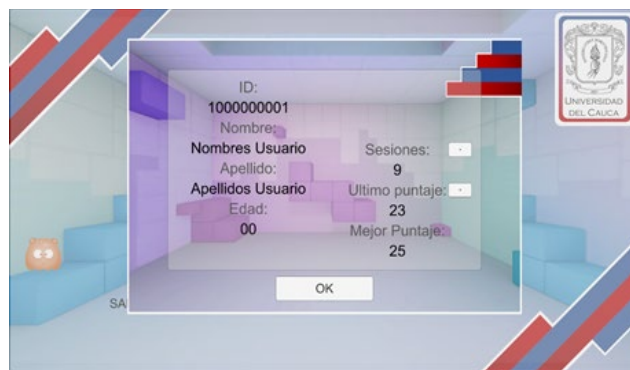 ID:
1000000001
Nombre:
Nombres Usuario
Apellido:
Apellidos Usuario
Edad:
00
Sesiones:
9
Ultimo puntaje:
23
Mejor Puntaje:
25
OK
SA
UNIVERSIDAD
DEL CAUCA